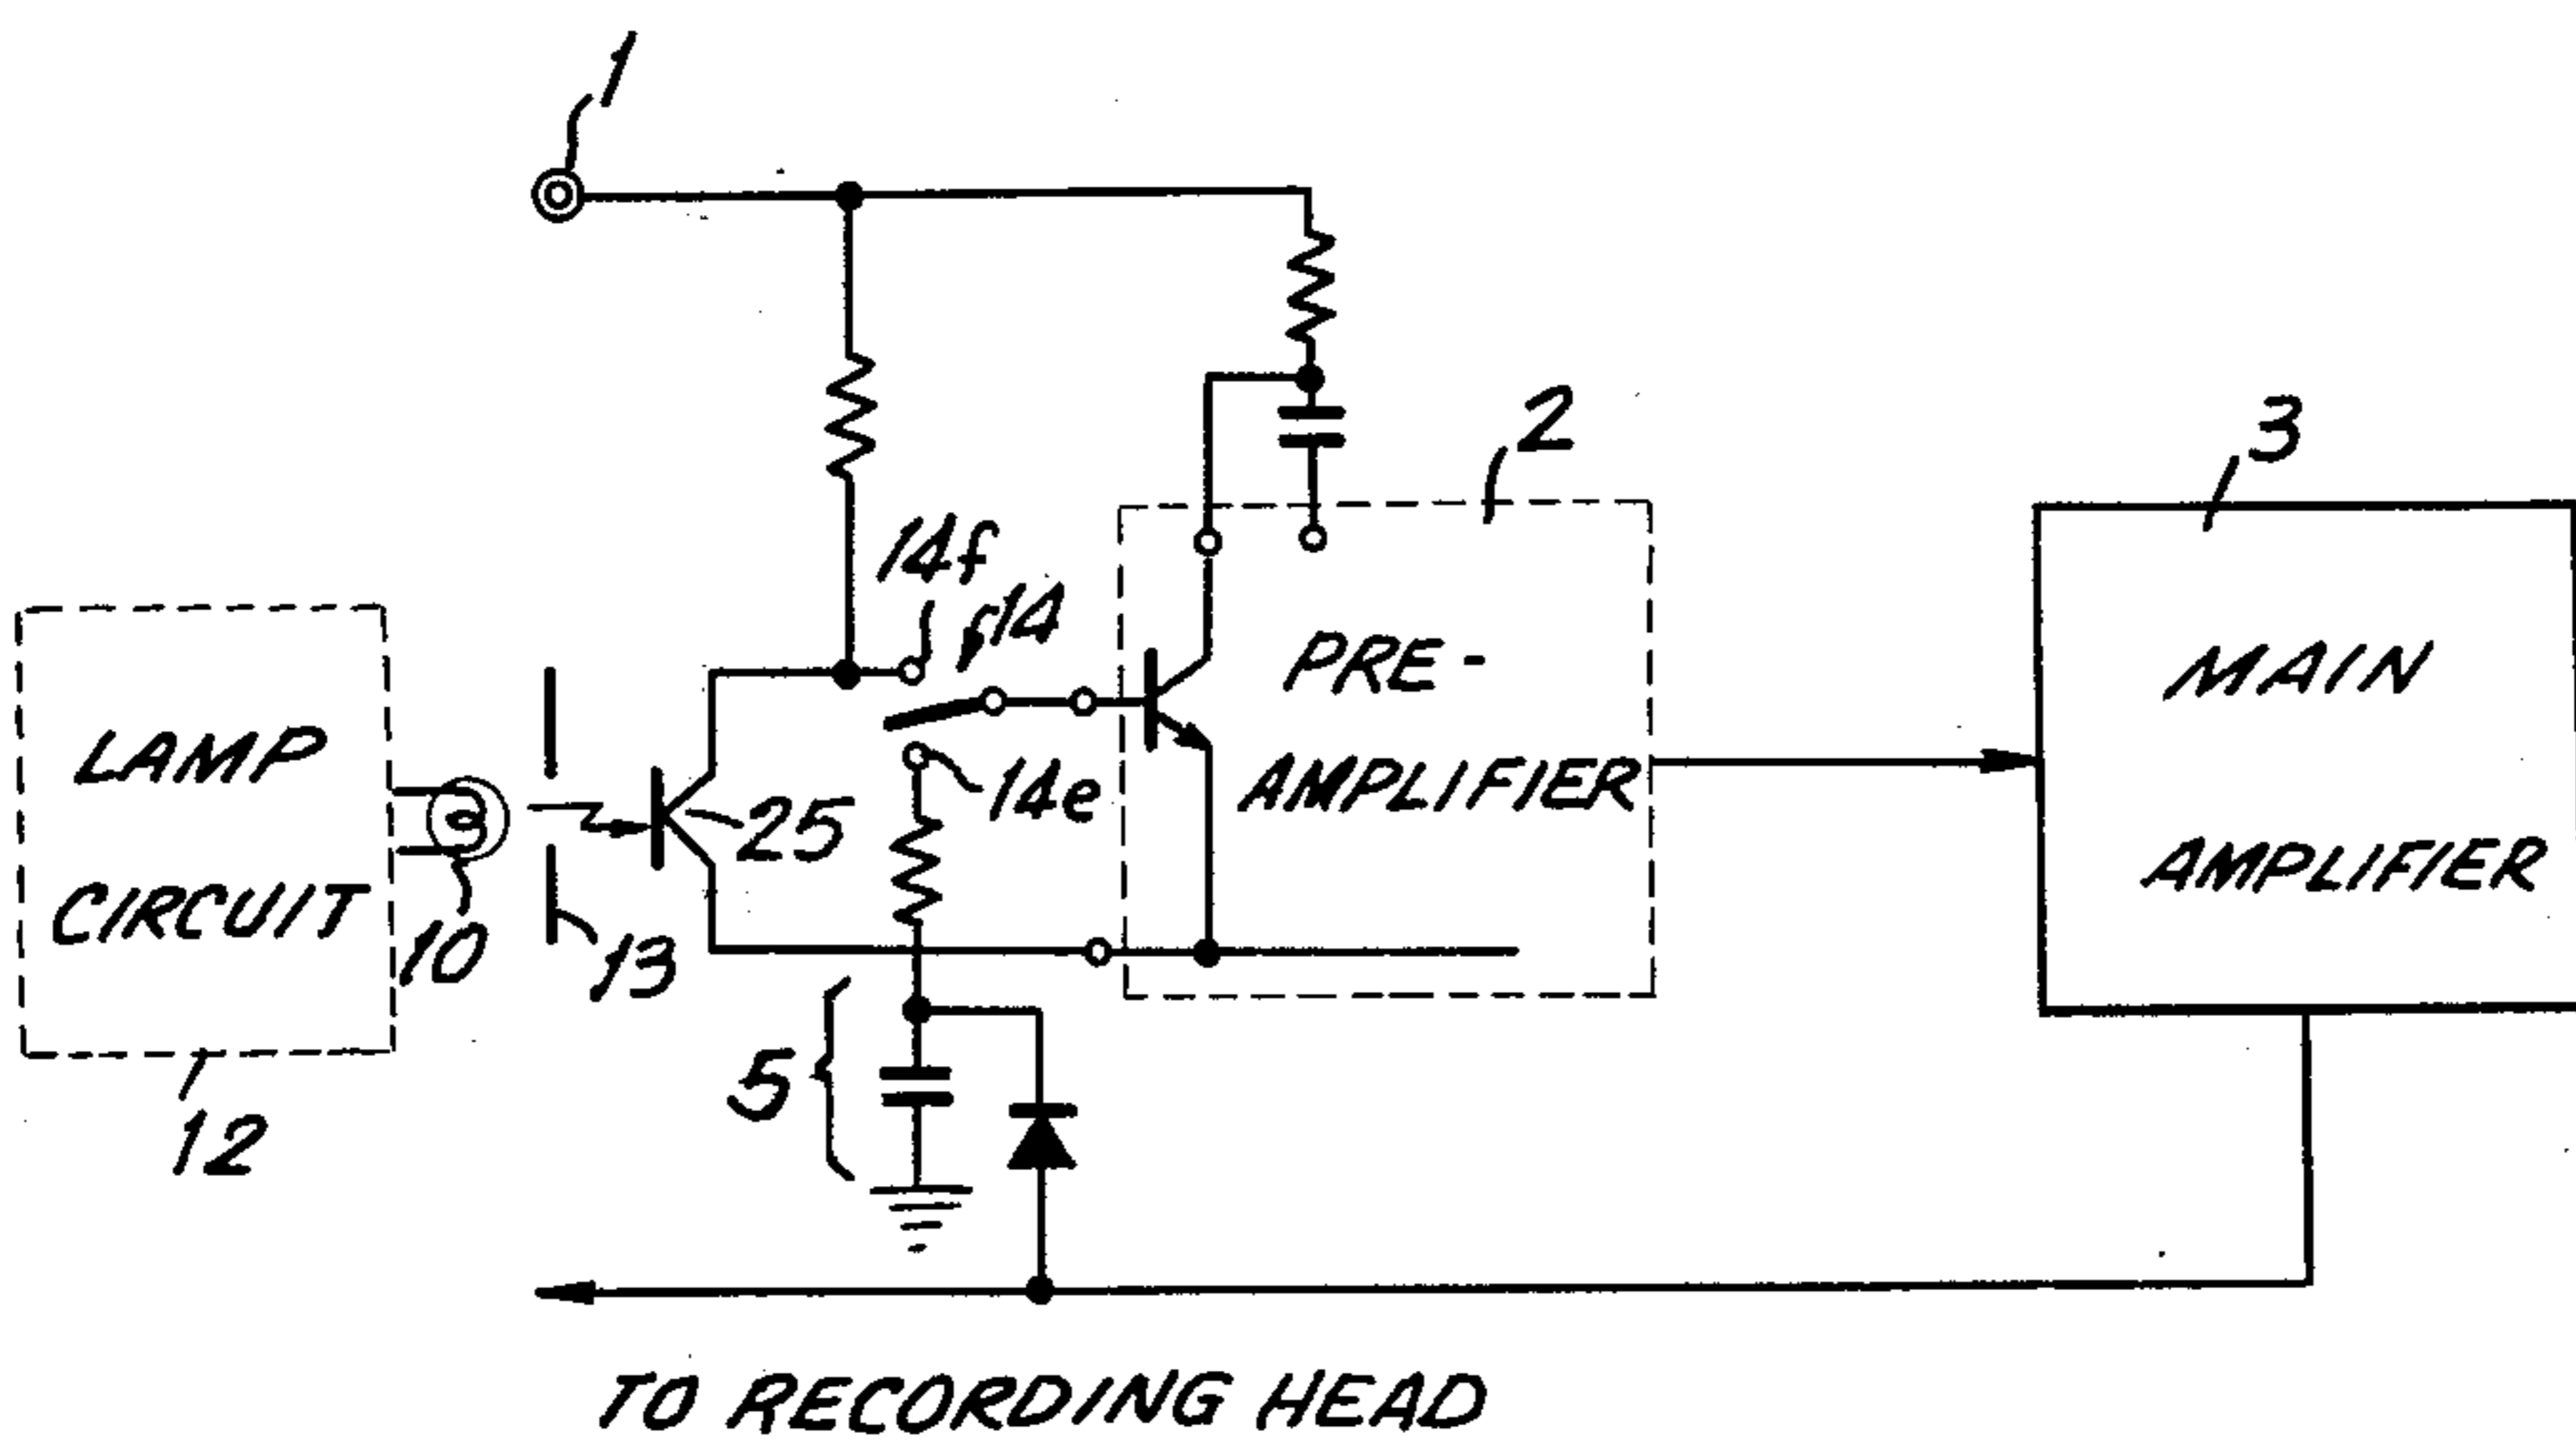 1
2
3
14f
14
PRE-
MAIN
LAMP
14e
AMPLIFIER
25
AMPLIFIER
CIRCUIT
10
13
5
12
TO RECORDING HEAD